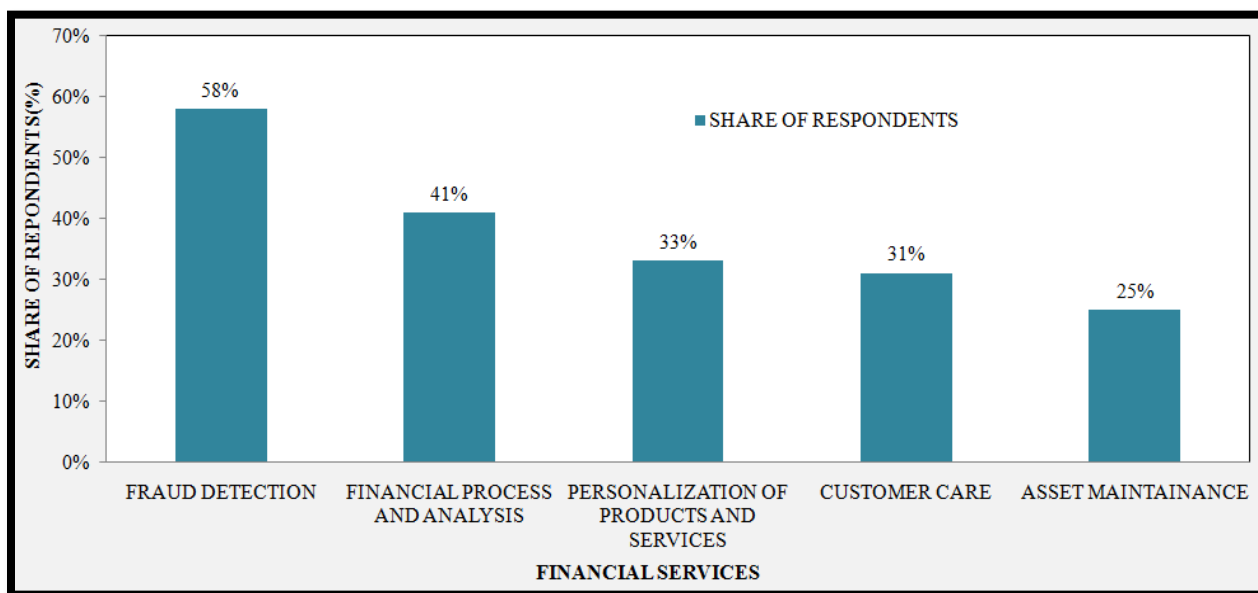 70%
60%
50%
40%
30%
20%
10%
0%
SHARE OF REPONDENTS(%)
58%
41%
33%
31%
25%
SHARE OF RESPONDENTS
FRAUD DETECTION
FINANCIAL PROCESS
AND ANALYSIS
PERSONALIZATION OF
PRODUCTS AND
SERVICES
CUSTOMER CARE
ASSET MAINTAINANCE
FINANCIAL SERVICES